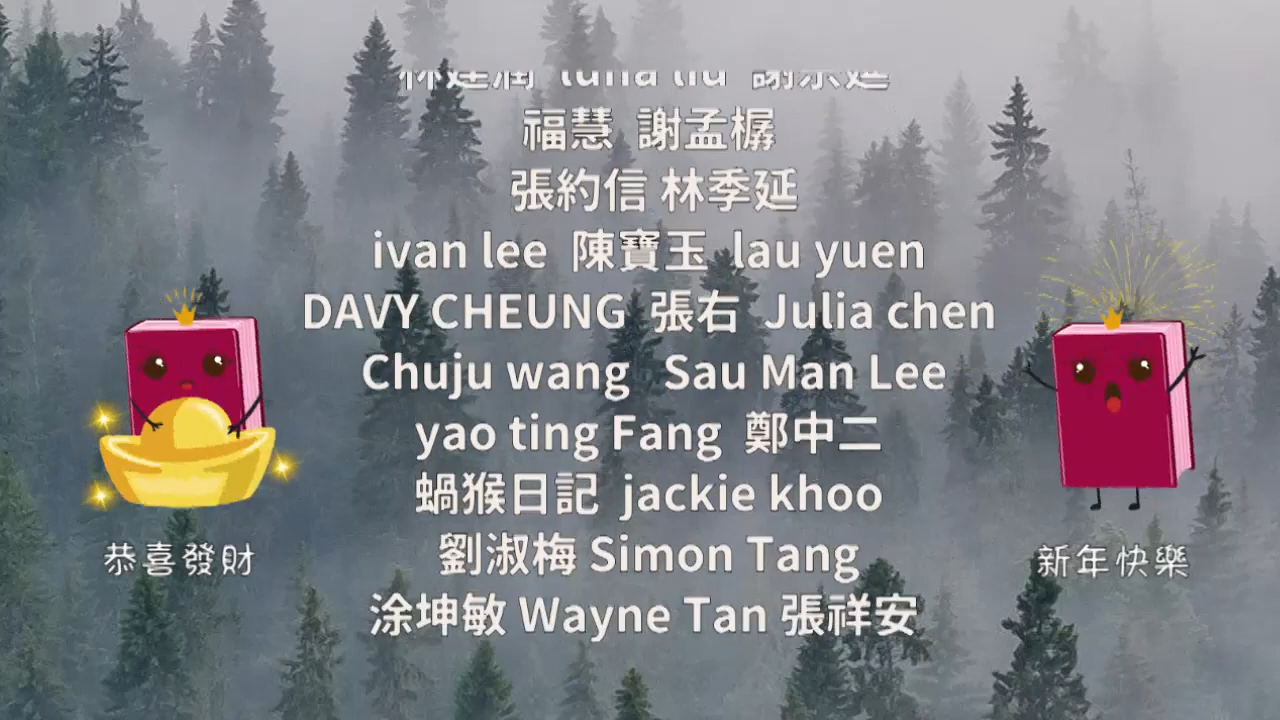 福慧 謝孟樼
張約信 林季延
ivan lee 陳寶玉 lau yuen
DAVY CHEUNG 張右 Julia chen
Chuju wang Sau Man Lee
yao ting Fang 鄭中二
蝸猴日記 jackie khoo
劉淑梅 Simon Tang
涂坤敏 Wayne Tan 張祥安
恭喜發財
新年快樂